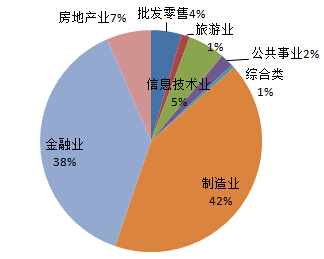 房地产业7%
批发零售4%
旅游业
1%
信息技术业
5%
公共事业2%
综合类
1%
金融业
38%
制造业
42%